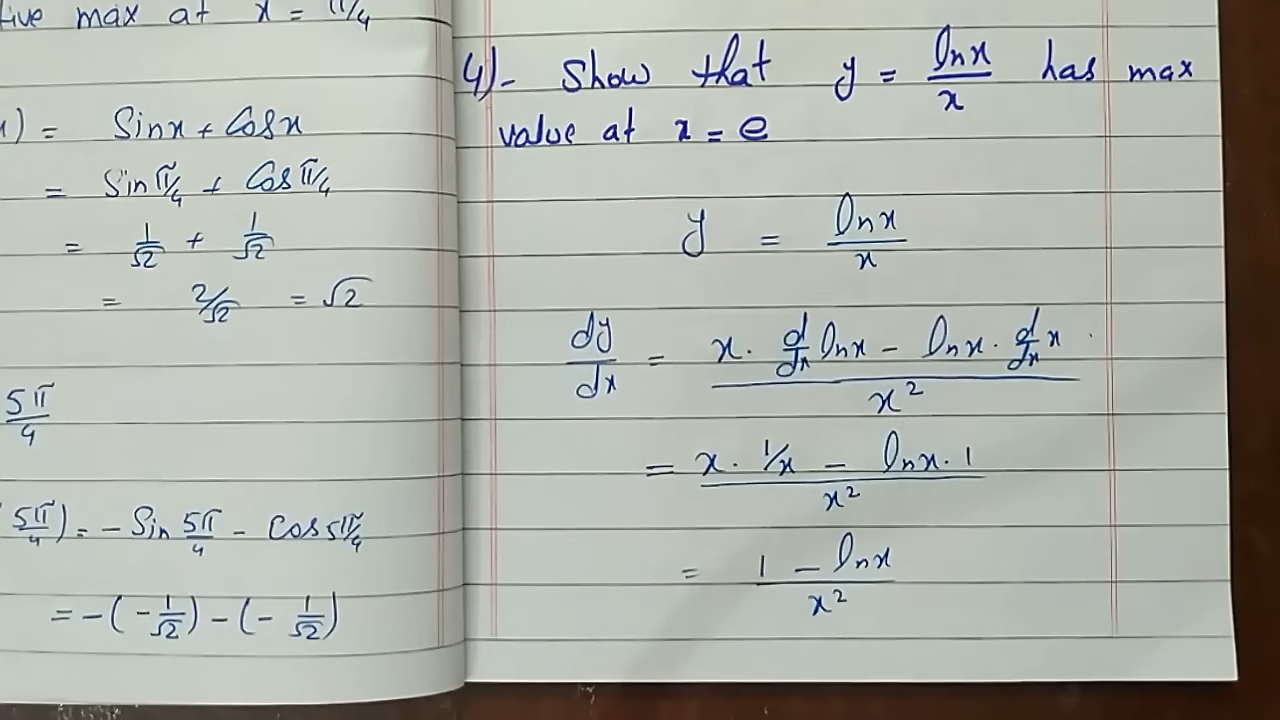 tive max at x = π/4
x) = Sinx + Cosx
= Sin π/4 + Cos π/4
= 1/√2 + 1/√2
= 2/√2 = √2
5π/4
5π/4) = - Sin 5π/4 - Cos 5π/4
= -(-1/√2) - (- 1/√2)
4)- Show that y = lnx/x has max
value at x = e
y = lnx/x
dy/dx = (x. d/dx lnx - lnx. d/dx x)/x²
= (x. 1/x - lnx. 1)/x²
= (1 - lnx)/x²